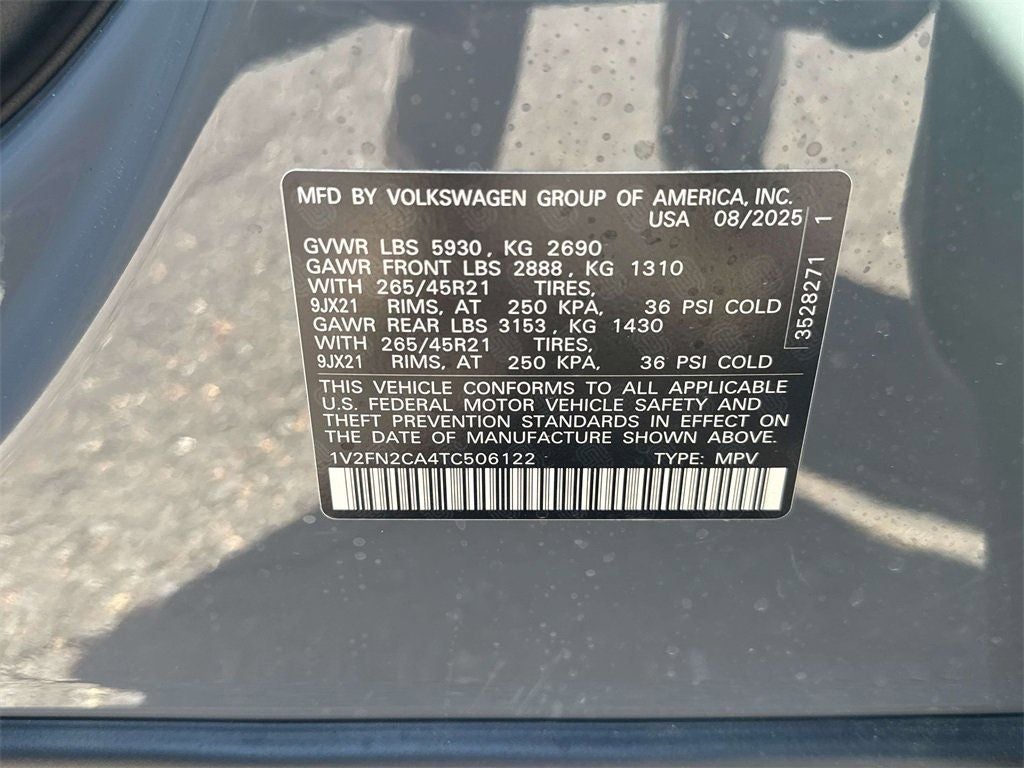 MFD BY VOLKSWAGEN GROUP OF AMERICA, INC.
USA 08/2025
GVWR LBS 5930, KG 2690
GAWR FRONT LBS 2888, KG 1310
WITH 265/45R21 TIRES,
9JX21 RIMS, AT 250 KPA, 36 PSI COLD
GAWR REAR LBS 3153, KG 1430
WITH 265/45R21 TIRES,
9JX21 RIMS, AT 250 KPA, 36 PSI COLD
THIS VEHICLE CONFORMS TO ALL APPLICABLE
U.S. FEDERAL MOTOR VEHICLE SAFETY AND
THEFT PREVENTION STANDARDS IN EFFECT ON
THE DATE OF MANUFACTURE SHOWN ABOVE.
1V2FN2CA4TC506122 TYPE: MPV
3528271 1